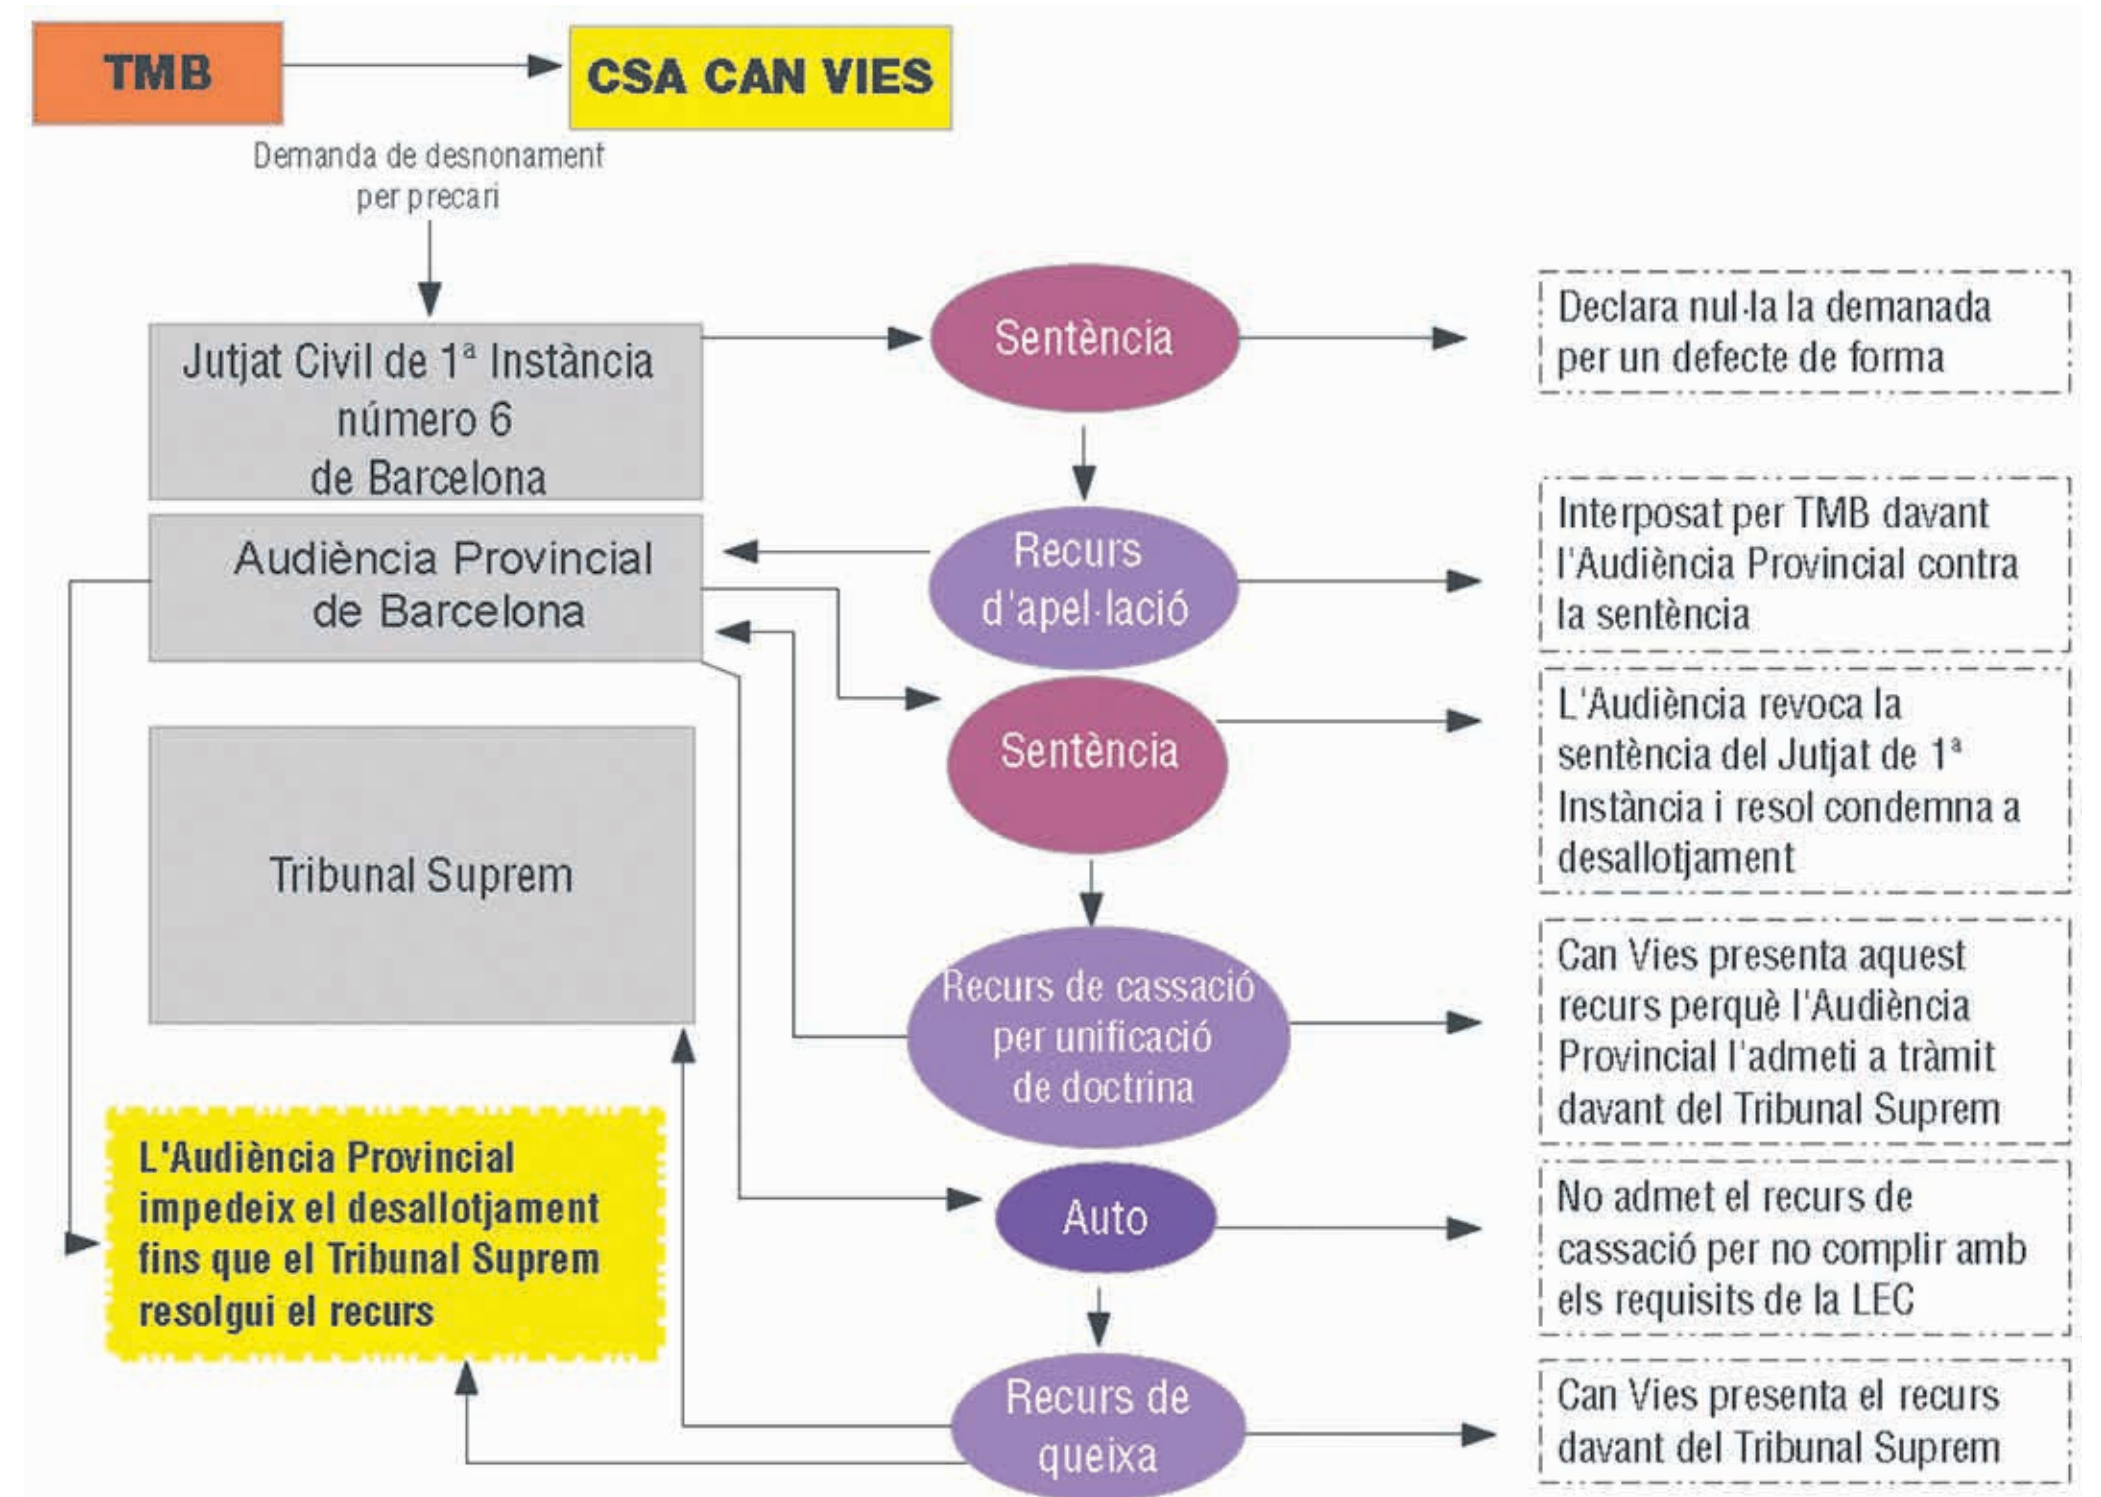 TMB
CSA CAN VIES
Demanda de desnonament
per precari
Jutjat Civil de 1ª Instància
número 6
de Barcelona
Sentència
Declara nul·la la demanada
per un defecte de forma
Audiència Provincial
de Barcelona
Recurs
d'apel·lació
Interposat per TMB davant
l'Audiència Provincial contra
la sentència
Sentència
L'Audiència revoca la
sentència del Jutjat de 1ª
Instància i resol condemna a
desallotjament
Tribunal Suprem
Recurs de cassació
per unificació
de doctrina
Can Vies presenta aquest
recurs perquè l'Audiència
Provincial l'admeti a tràmit
davant del Tribunal Suprem
L'Audiència Provincial
impedeix el desallotjament
fins que el Tribunal Suprem
resolgui el recurs
Auto
No admet el recurs de
cassació per no complir amb
els requisits de la LEC
Recurs de
queixa
Can Vies presenta el recurs
davant del Tribunal Suprem